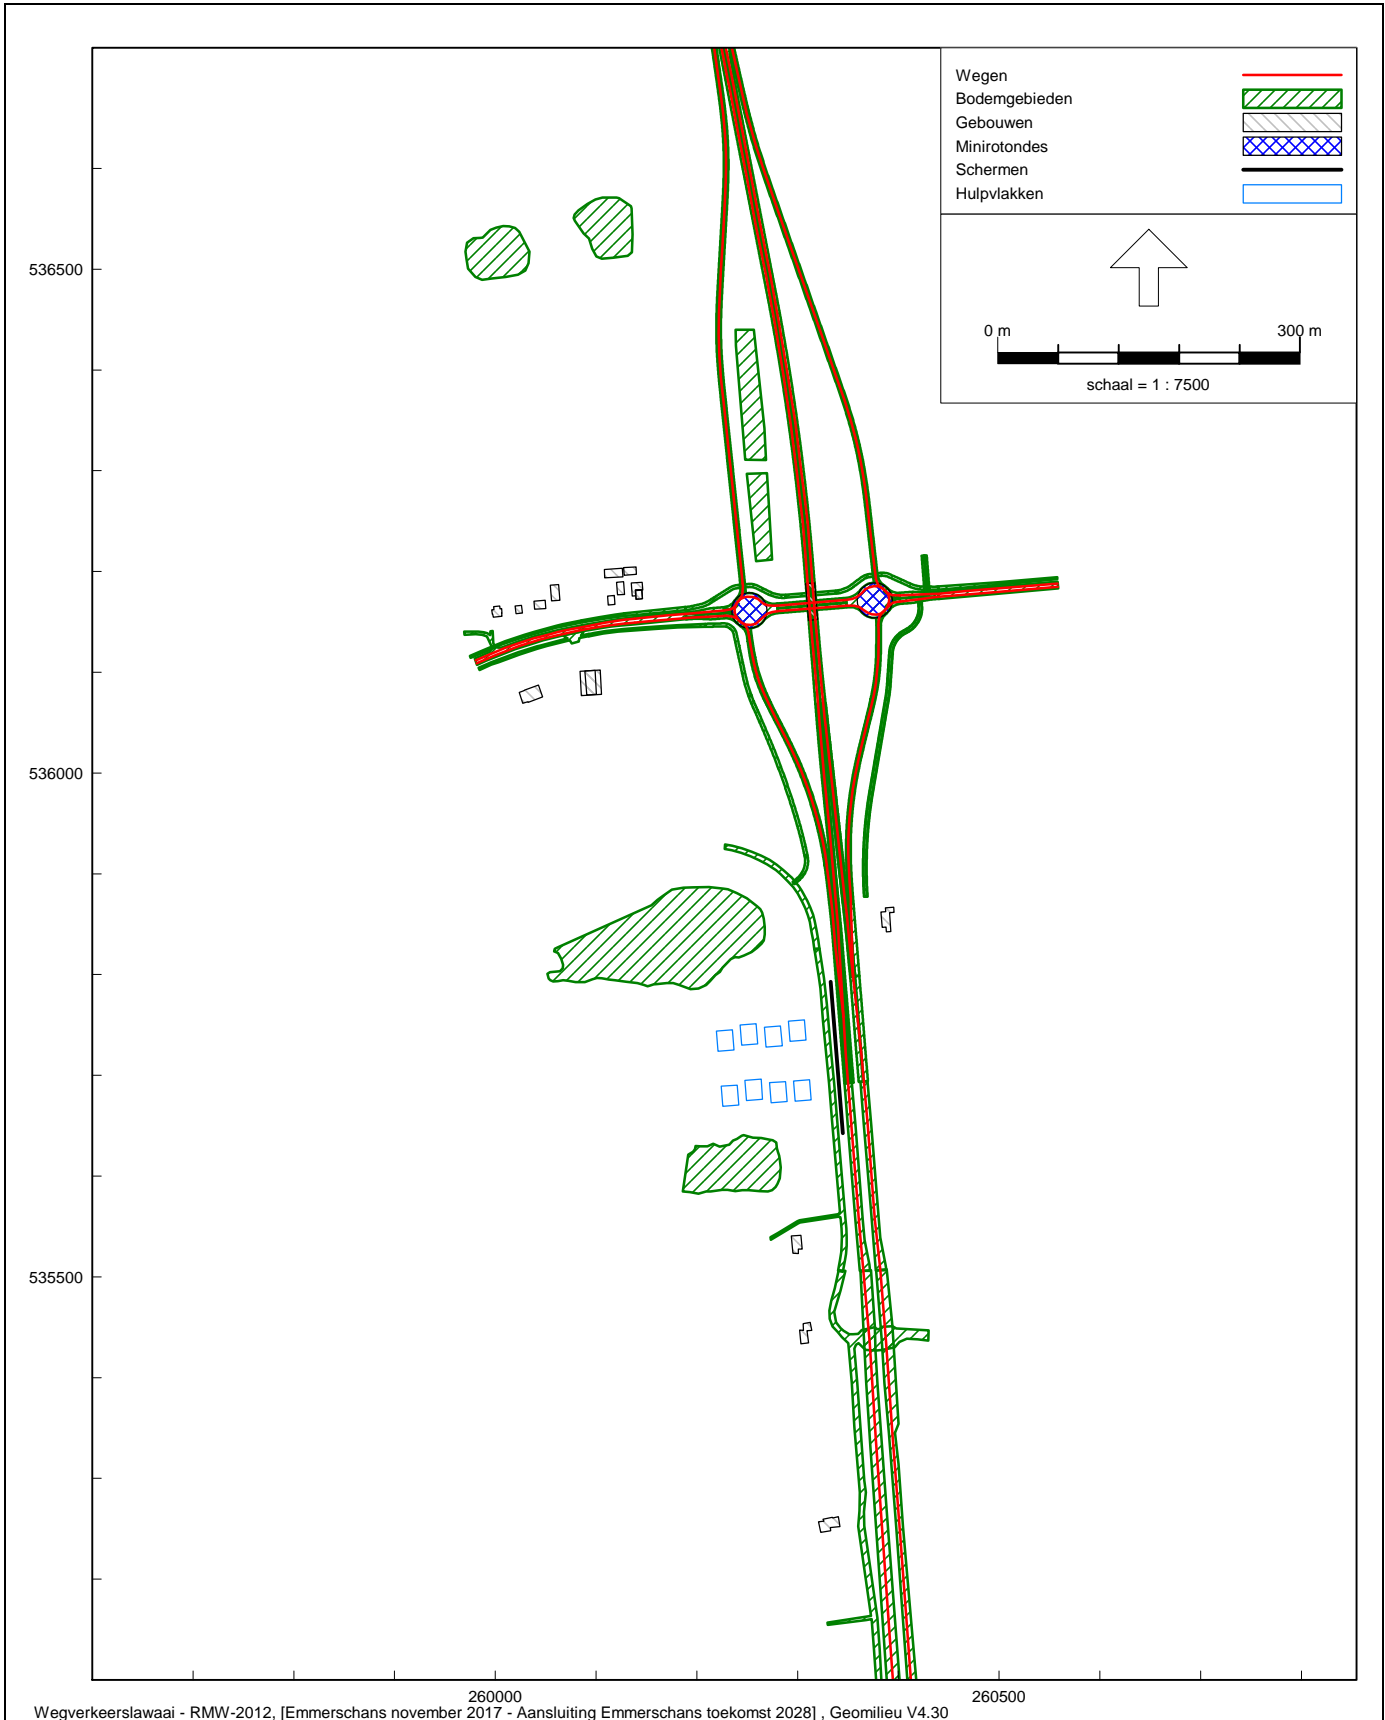 Wegen
Bodemgebieden
Gebouwen
Minirotondes
Schermen
Hulpvlakken
0 m 300 m
schaal = 1 : 7500
536500
536000
535500
260000 260500
Wegverkeerslawaai - RMW-2012, [Emmerschans november 2017 - Aansluiting Emmerschans toekomst 2028] , Geomilieu V4.30